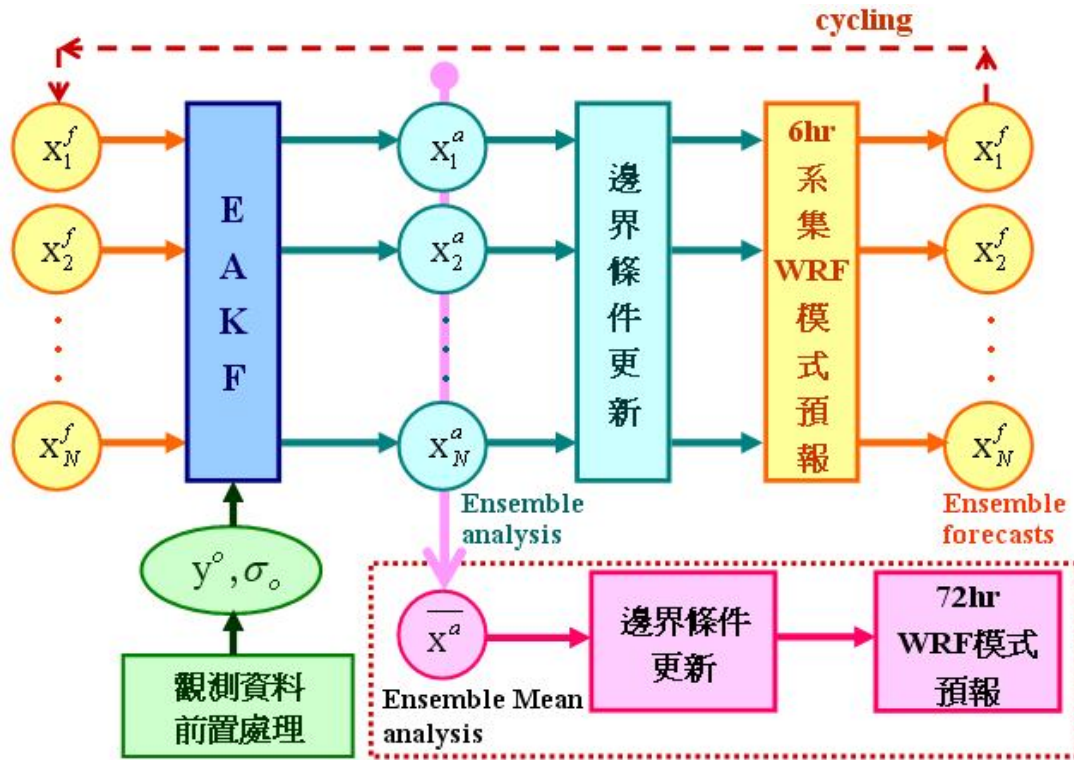 cycling
x₁ᶠ
x₂ᶠ
x_Nᶠ
E
A
K
F
x₁ᵃ
x₂ᵃ
x_Nᵃ
邊
界
條
件
更
新
6hr
系
集
WRF
模
式
預
報
x₁ᶠ
x₂ᶠ
x_Nᶠ
Ensemble
analysis
Ensemble
forecasts
yᵒ, σₒ
觀測資料
前置處理
x̅ᵃ
Ensemble Mean
analysis
邊界條件
更新
72hr
WRF模式
預報